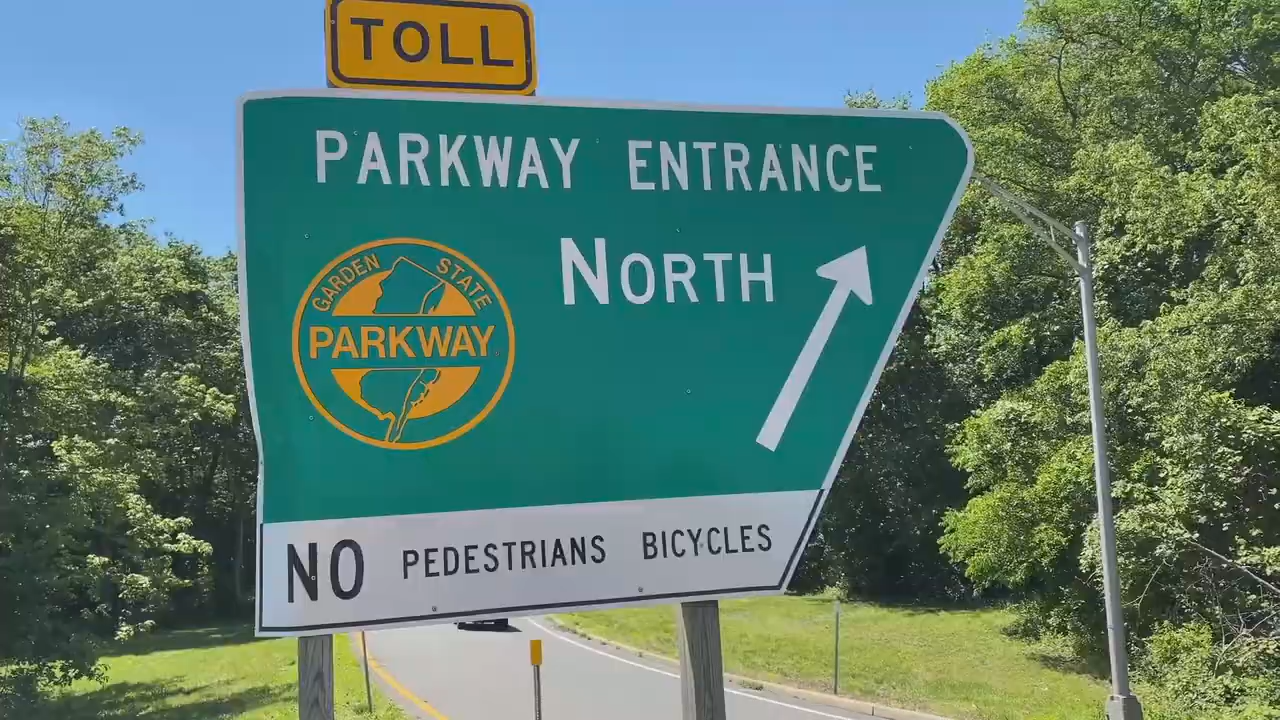 TOLL
PARKWAY ENTRANCE
NORTH
GARDEN STATE
PARKWAY
NO PEDESTRIANS BICYCLES